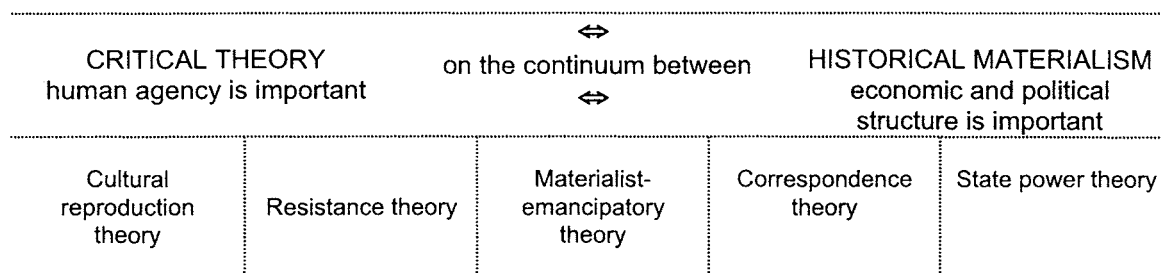 ⇔
CRITICAL THEORY on the continuum between HISTORICAL MATERIALISM
human agency is important ⇔ economic and political
structure is important
Cultural
reproduction
theory
Resistance theory
Materialist-
emancipatory
theory
Correspondence
theory
State power theory